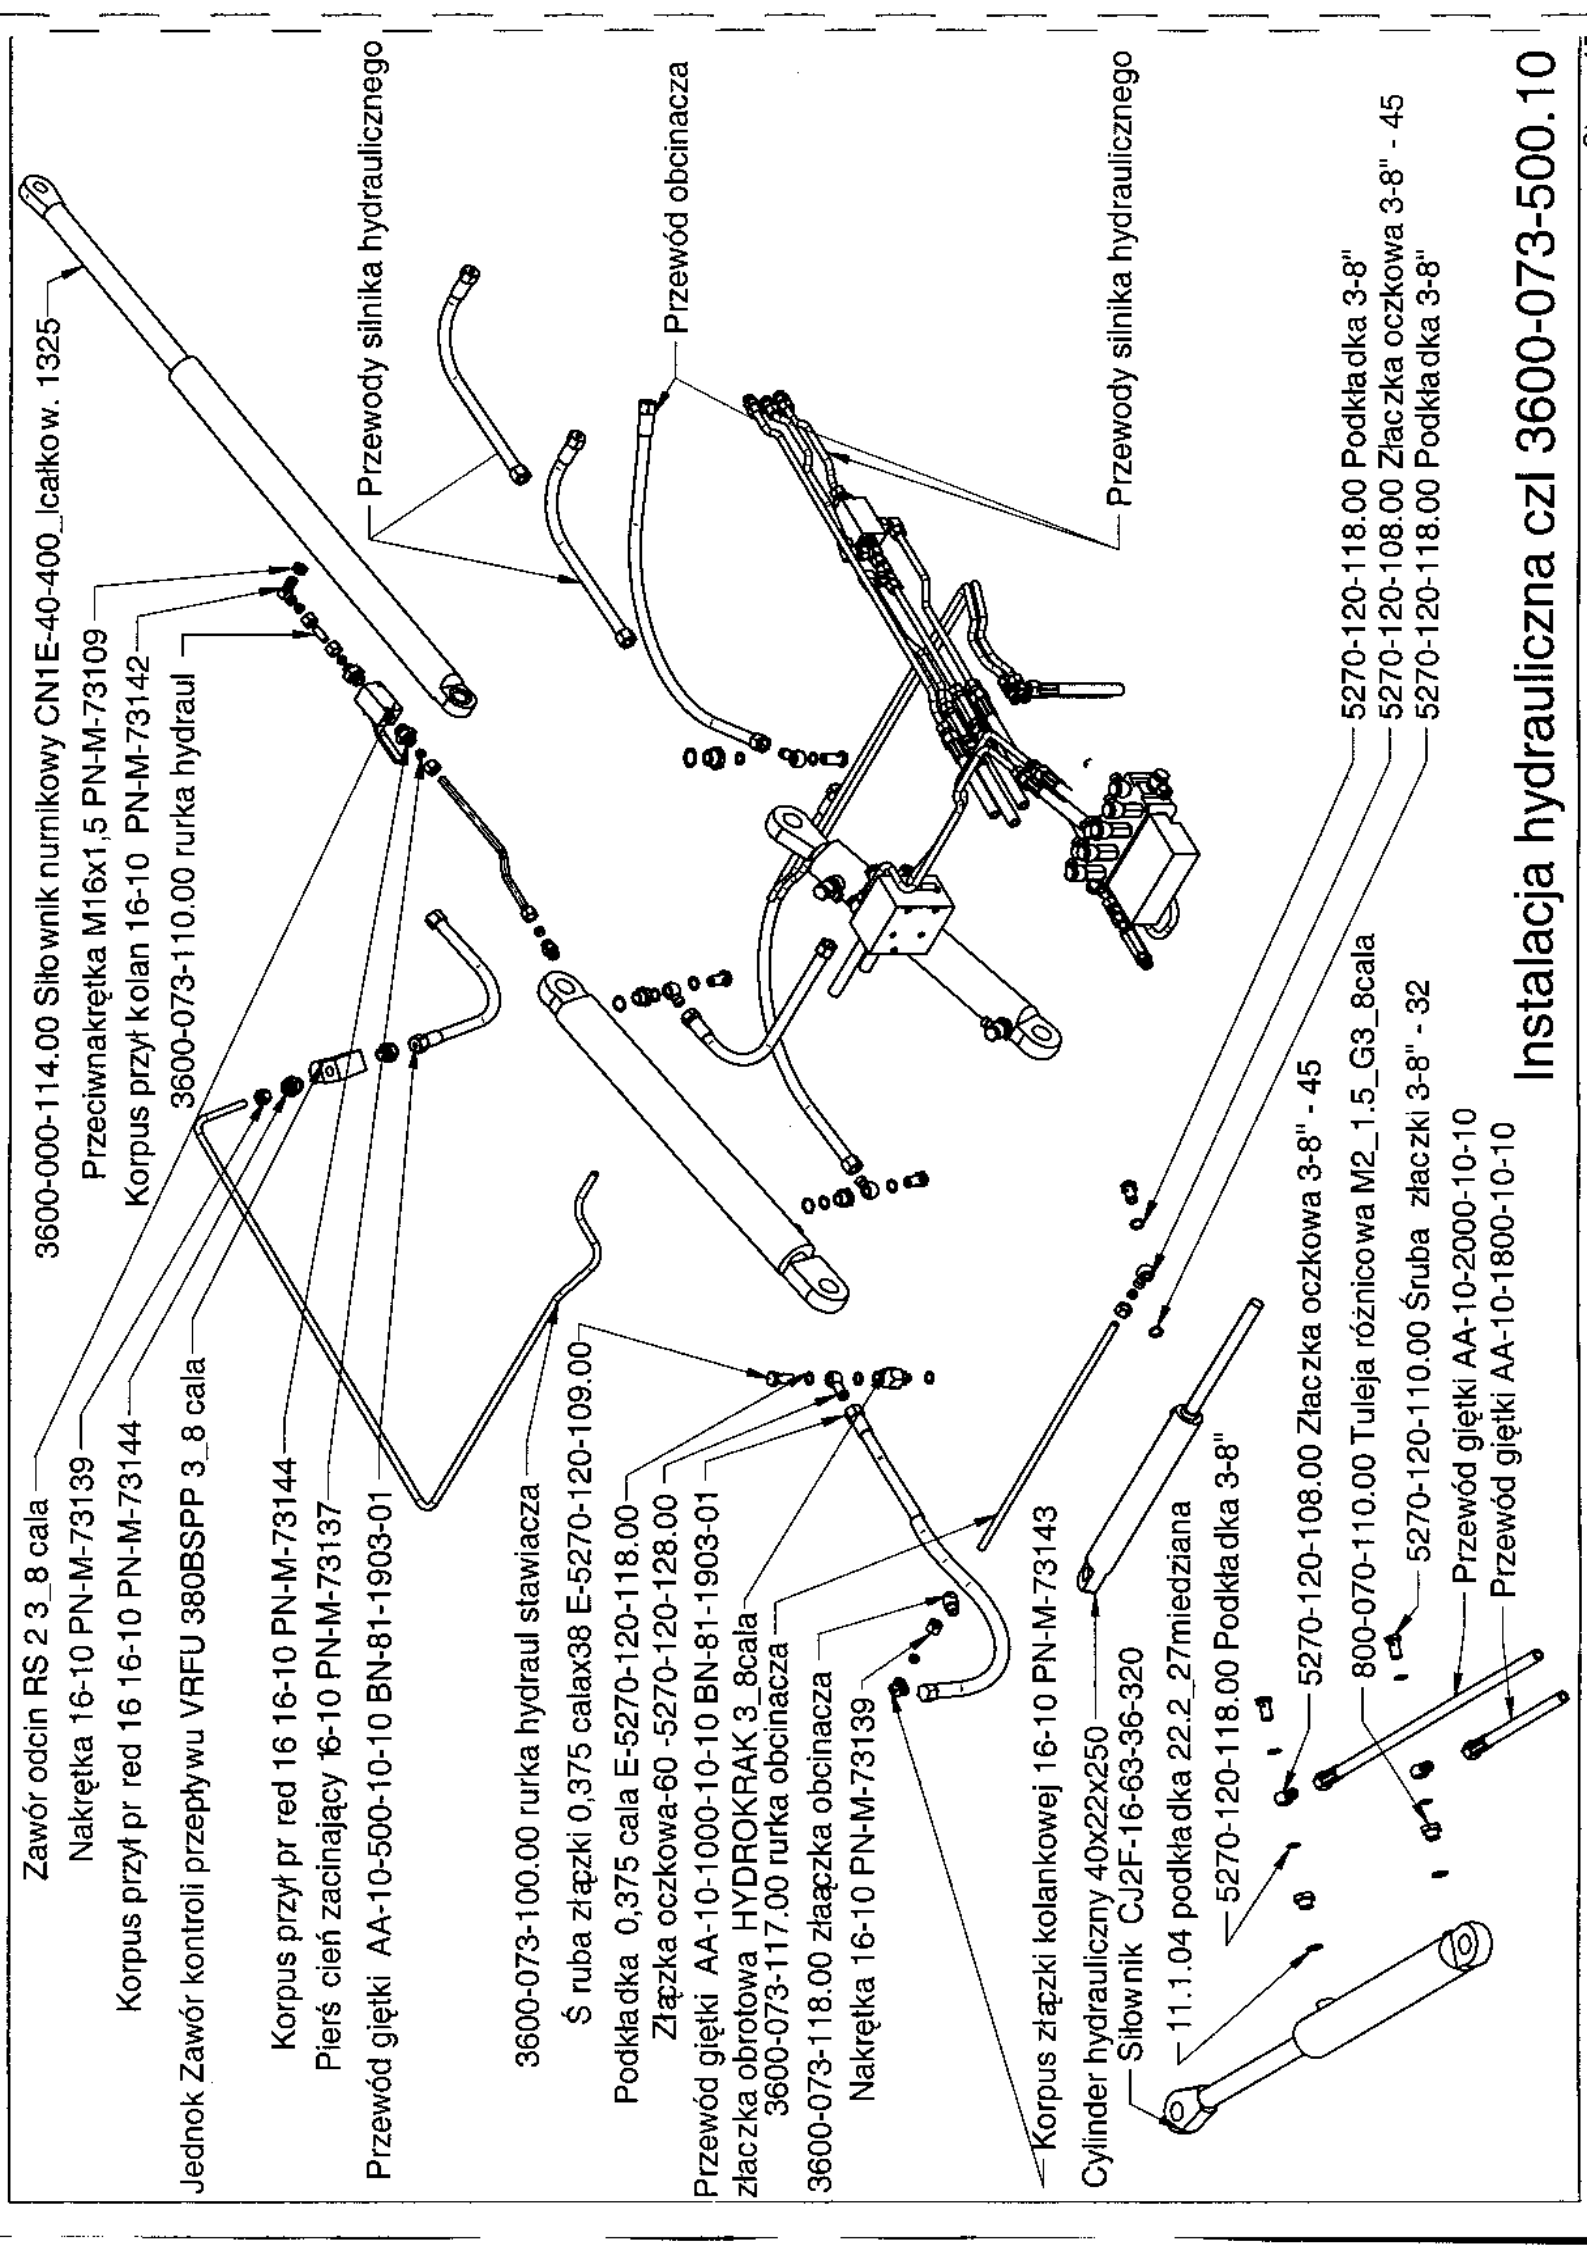 Zawór odcin RS 2 3_8 cala
Nakrętka 16-10 PN-M-73139
Korpus przył pr red 16 16-10 PN-M-73144
Jednok Zawór kontroli przepływu VRFU 380BSPP 3_8 cala
Korpus przył pr red 16 16-10 PN-M-73144
Pierś cień zacinający 16-10 PN-M-73137
Przewód giętki AA-10-500-10-10 BN-81-1903-01
3600-073-100.00 rurka hydraul stawiacza
Ś ruba złączki 0,375 calax38 E-5270-120-109.00
Podkładka 0,375 cala E-5270-120-118.00
Złączka oczkowa-60 -5270-120-128.00
Przewód giętki AA-10-1000-10-10 BN-81-1903-01
złaczka obrotowa HYDROKRAK 3_8cala
3600-073-117.00 rurka obcinacza
3600-073-118.00 złaączka obcinacza
Nakrętka 16-10 PN-M-73139
Korpus złączki kolankowej 16-10 PN-M-73143
Cylinder hydrauliczny 40x22x250
Siłownik CJ2F-16-63-36-320
11.1.04 podkładka 22.2_27miedziana
5270-120-118.00 Podkładka 3-8"
3600-000-114.00 Siłownik nurnikowy CN1E-40-400_lcałkow. 1325
Przeciwnakrętka M16x1,5 PN-M-73109
Korpus przył kolan 16-10 PN-M-73142
3600-073-110.00 rurka hydraul
Przewody silnika hydraulicznego
Przewód obcinacza
Przewody silnika hydraulicznego
5270-120-118.00 Podkładka 3-8"
5270-120-108.00 Złaczka oczkowa 3-8" - 45
5270-120-118.00 Podkładka 3-8"
5270-120-108.00 Złaczka oczkowa 3-8" - 45
800-070-110.00 Tuleja różnicowa M2_1.5_G3_8cala
5270-120-110.00 Śruba złaczki 3-8" - 32
Przewód giętki AA-10-2000-10-10
Przewód giętki AA-10-1800-10-10
Instalacja hydrauliczna czI 3600-073-500.10